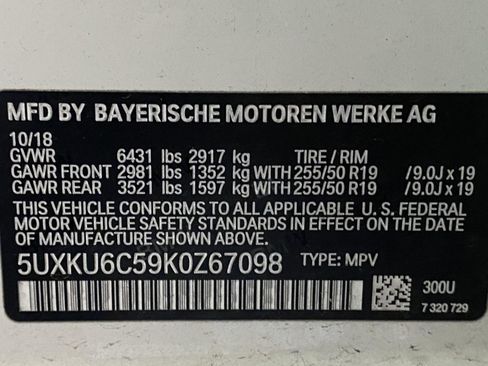 MFD BY BAYERISCHE MOTOREN WERKE AG
10/18
GVWR 6431 lbs 2917 kg TIRE / RIM
GAWR FRONT 2981 lbs 1352 kg WITH 255/50 R19 /9.0J x 19
GAWR REAR 3521 lbs 1597 kg WITH 255/50 R19 /9.0J x 19
THIS VEHICLE CONFORMS TO ALL APPLICABLE U. S. FEDERAL
MOTOR VEHICLE SAFETY STANDARDS IN EFFECT ON THE
DATE OF MANUFACTURE SHOWN ABOVE.
5UXKU6C59K0Z67098 TYPE: MPV
300U
7 320 729